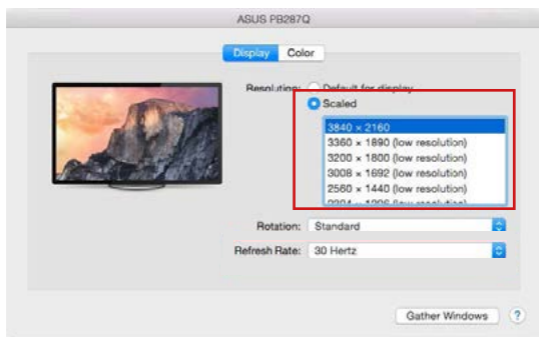 ASUS PB287Q
Display Color
Resolution: Default for display
Scaled
3840 × 2160
3360 × 1890 (low resolution)
3200 × 1800 (low resolution)
3008 × 1692 (low resolution)
2560 × 1440 (low resolution)
Rotation: Standard
Refresh Rate: 30 Hertz
Gather Windows ?